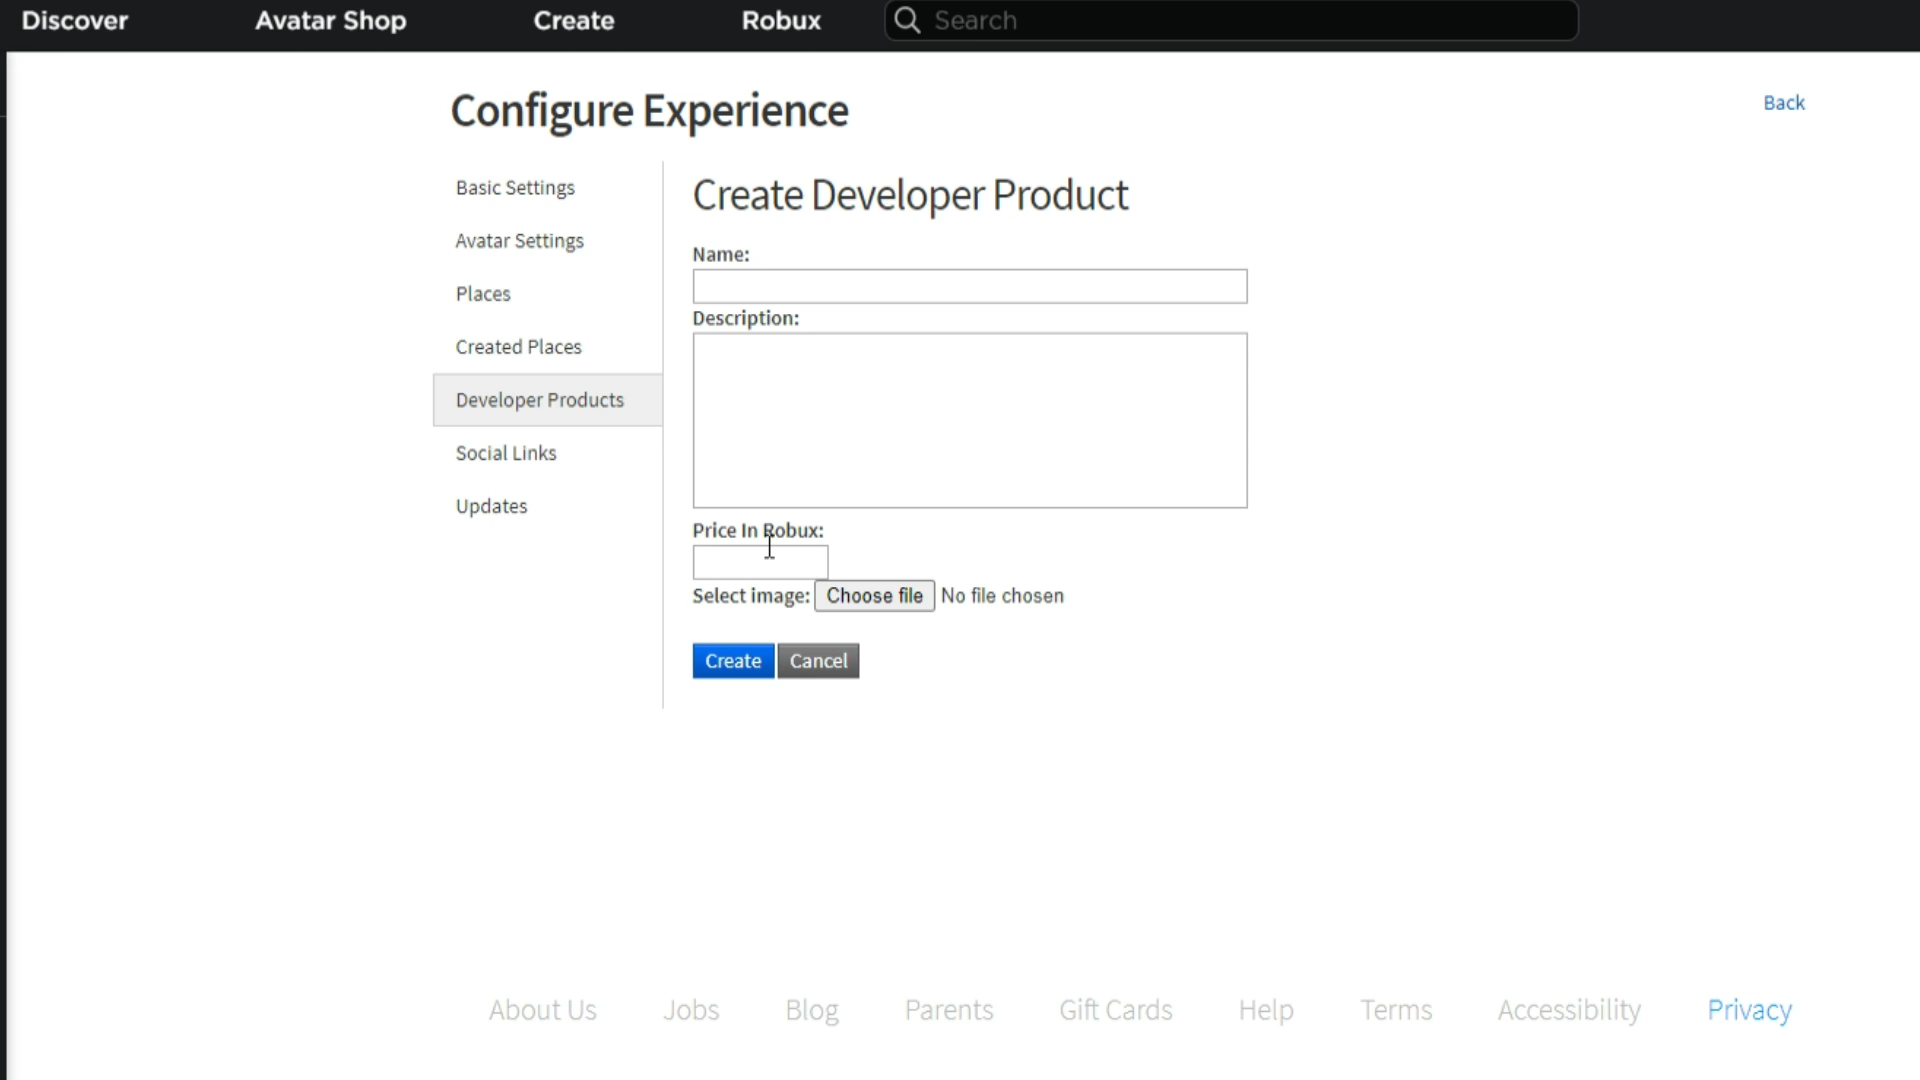 Discover Avatar Shop Create Robux Search
Configure Experience
Back
Basic Settings
Avatar Settings
Places
Created Places
Developer Products
Social Links
Updates
Create Developer Product
Name:
Description:
Price In Robux:
Select image: Choose file No file chosen
Create Cancel
About Us Jobs Blog Parents Gift Cards Help Terms Accessibility Privacy